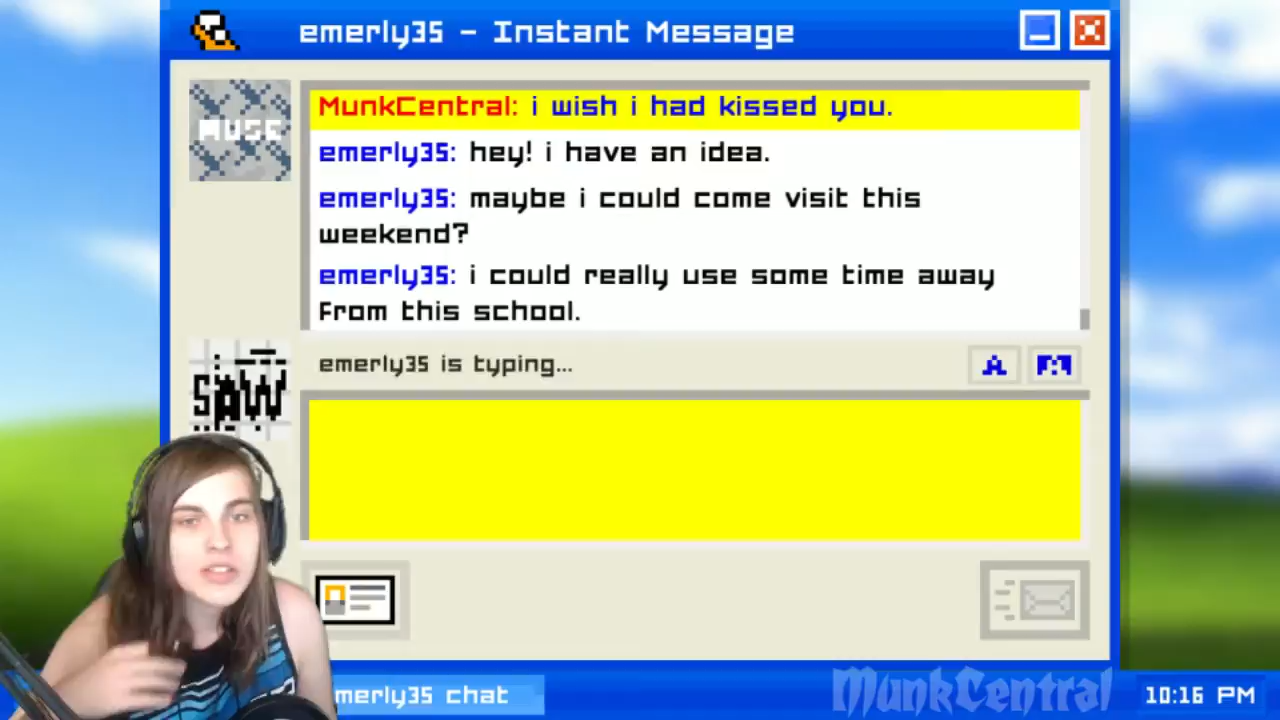 emerly35 - Instant Message
MUSE
MunkCentral: i wish i had kissed you.
emerly35: hey! i have an idea.
emerly35: maybe i could come visit this
weekend?
emerly35: i could really use some time away
from this school.
emerly35 is typing...
A
SAW
merly35 chat
MunkCentral
10:16 PM